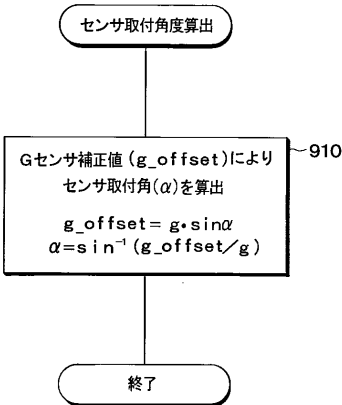 センサ取付角度算出
910
Gセンサ補正値(g_offset)により
センサ取付角(α)を算出
g_offset= g・sinα
α=sin⁻¹(g_offset/g)
終了